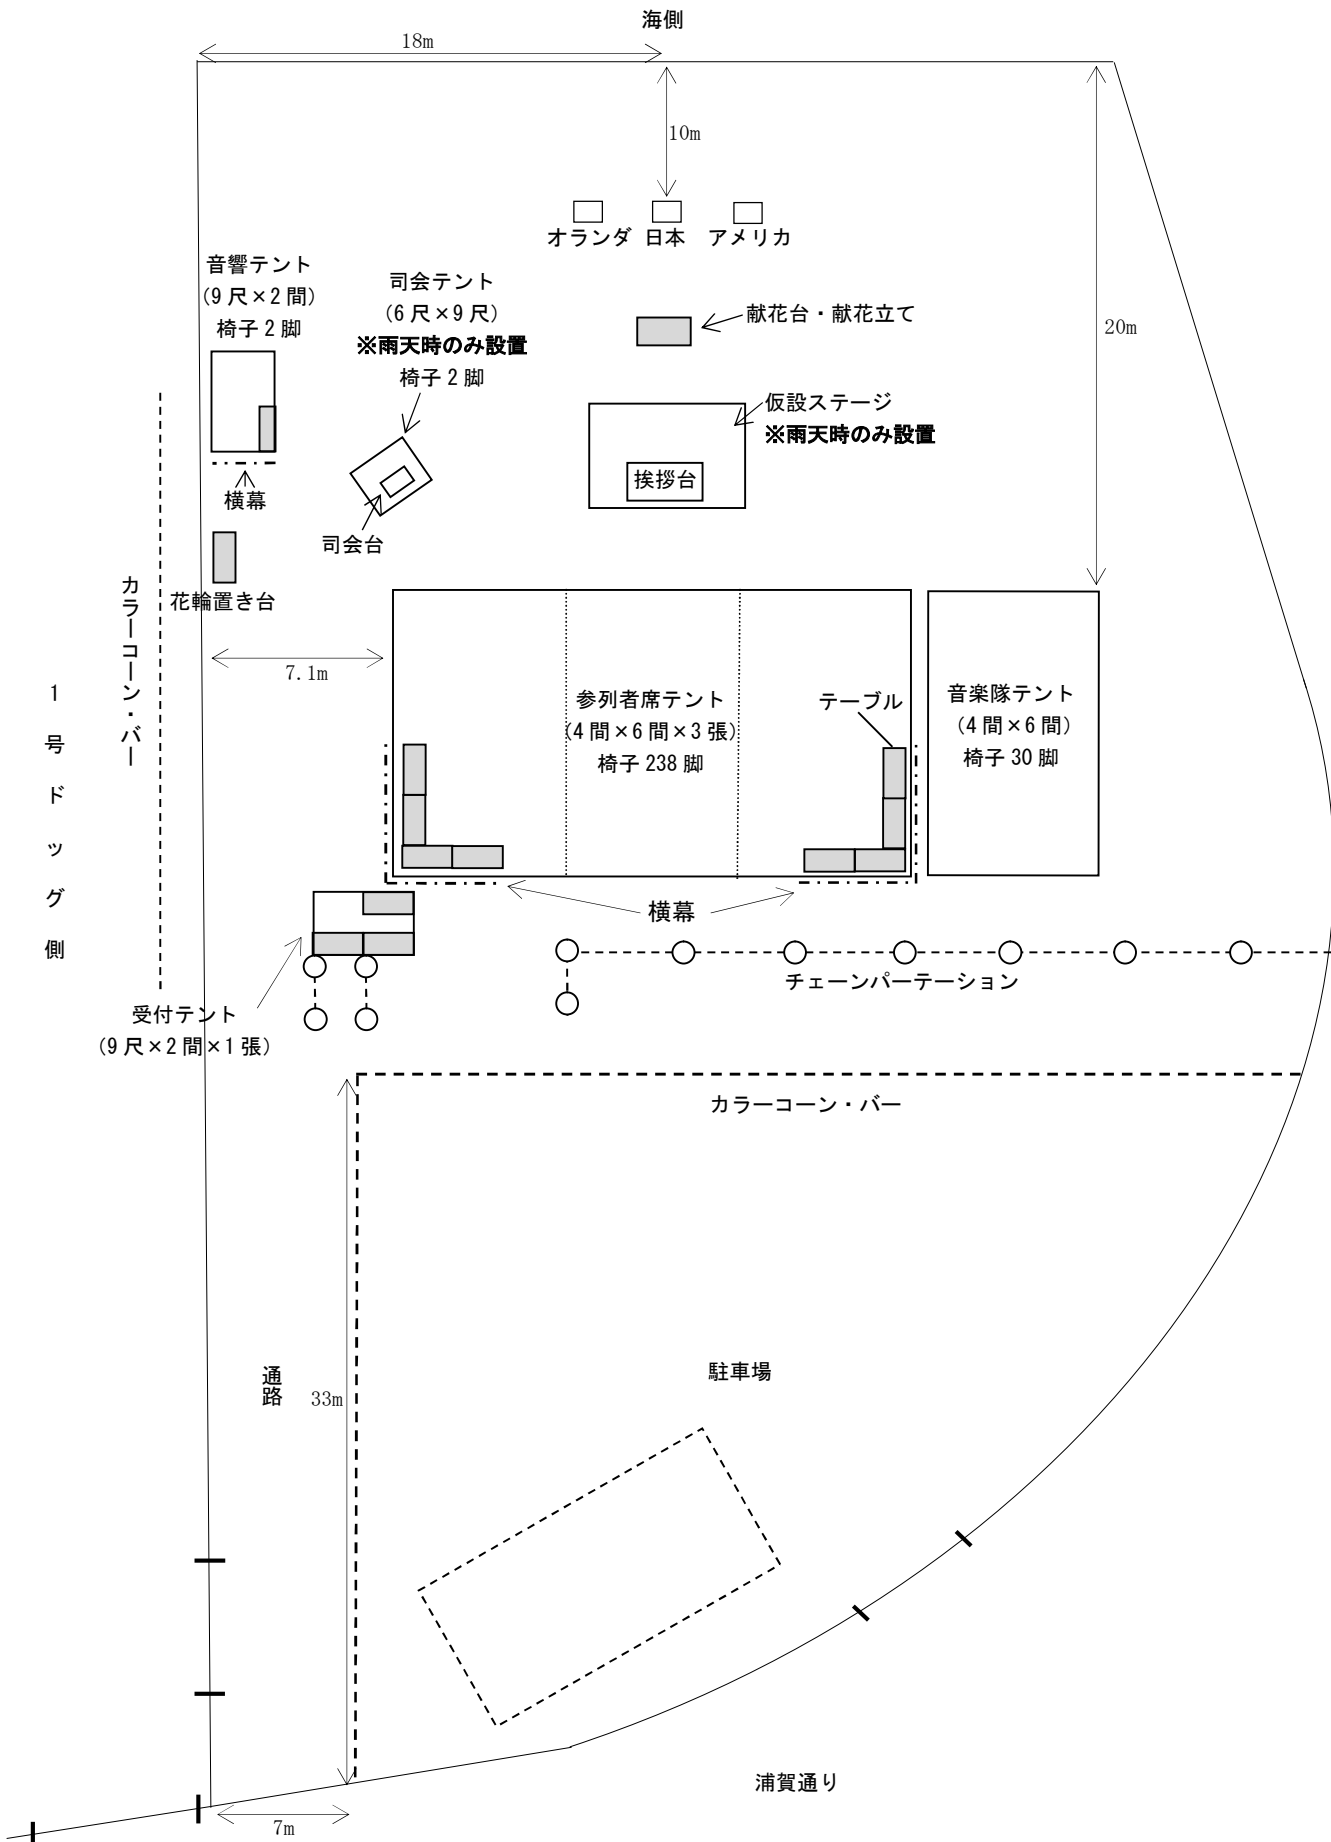 海側
18m
10m
オランダ
日本
アメリカ
音響テント
（9尺×2間）
椅子2脚
司会テント
（6尺×9尺）
※雨天時のみ設置
椅子2脚
献花台・献花立て
20m
仮設ステージ
※雨天時のみ設置
挨拶台
横幕
司会台
花輪置き台
カラーコーン・バー
7.1m
1号ドッグ側
参列者席テント
（4間×6間×3張）
椅子238脚
テーブル
音楽隊テント
（4間×6間）
椅子30脚
横幕
チェーンパーテーション
受付テント
（9尺×2間×1張）
カラーコーン・バー
通路
33m
駐車場
浦賀通り
7m